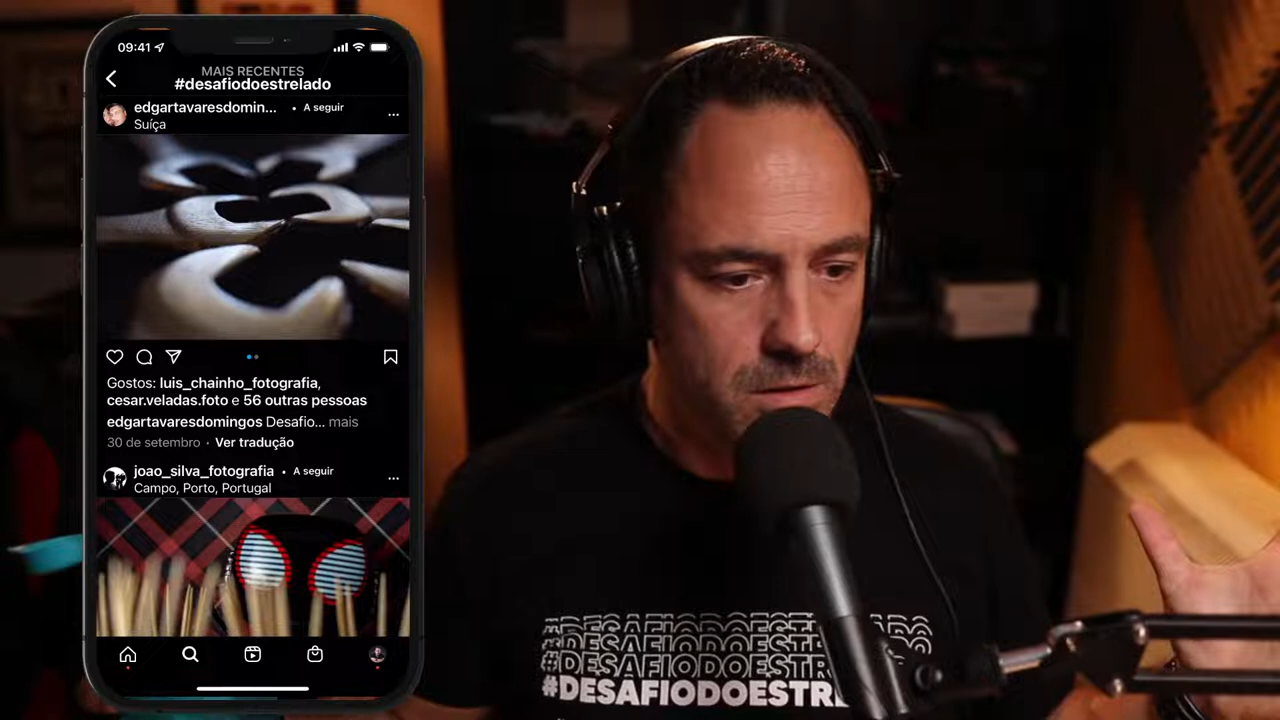 09:41
MAIS RECENTES
#desafiodoestrelado
edgartavaresdomin... • A seguir
Suíça
Gostos: luis_chainho_fotografia,
cesar.veladas.foto e 56 outras pessoas
edgartavaresdomingos Desafio... mais
30 de setembro · Ver tradução
joao_silva_fotografia • A seguir
Campo, Porto, Portugal
#DESAFIODOESTR